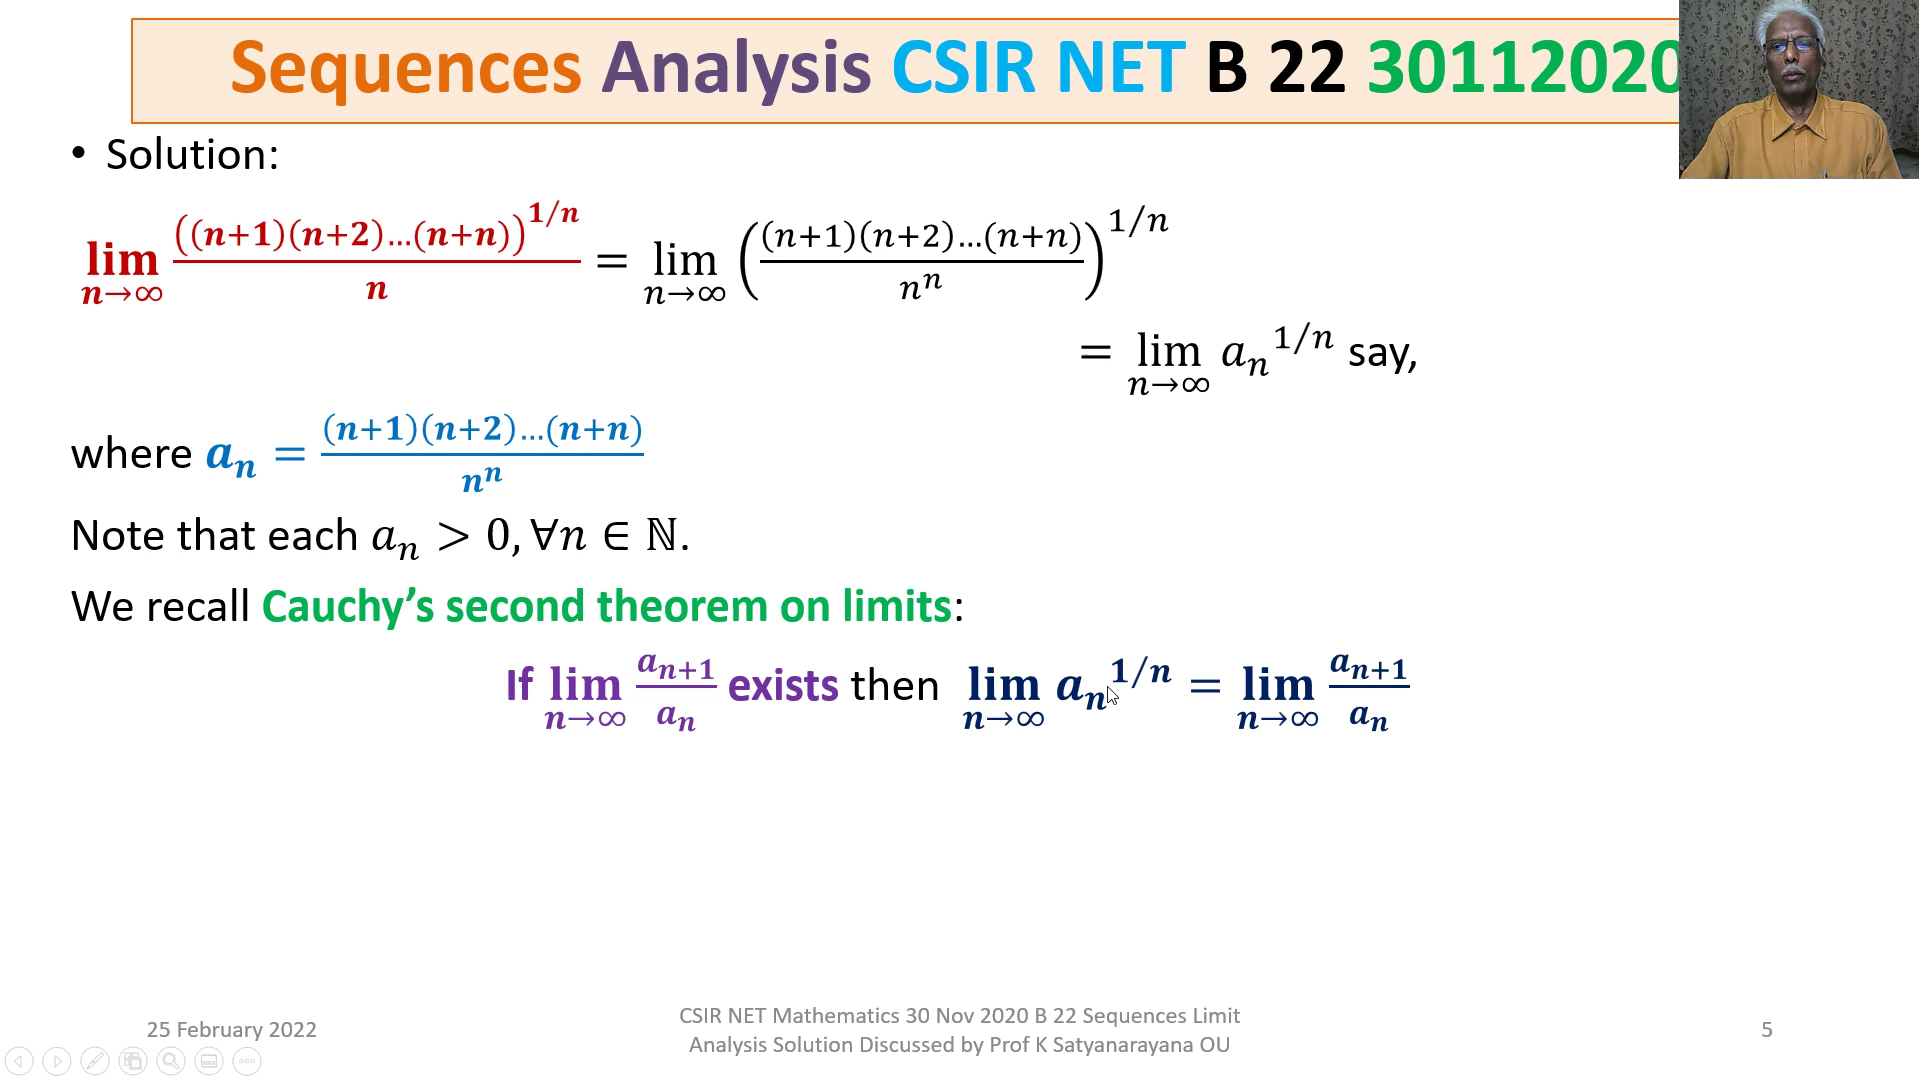 Sequences Analysis CSIR NET B 22 30112020
• Solution:
lim_{n→∞} ((n+1)(n+2)…(n+n))^{1/n} / n = lim_{n→∞} ((n+1)(n+2)…(n+n) / n^n)^{1/n}
= lim_{n→∞} a_n^{1/n} say,
where a_n = (n+1)(n+2)…(n+n) / n^n
Note that each a_n > 0, ∀n ∈ ℕ.
We recall Cauchy’s second theorem on limits:
If lim_{n→∞} a_{n+1} / a_n exists then lim_{n→∞} a_n^{1/n} = lim_{n→∞} a_{n+1} / a_n
25 February 2022
CSIR NET Mathematics 30 Nov 2020 B 22 Sequences Limit
Analysis Solution Discussed by Prof K Satyanarayana OU
5